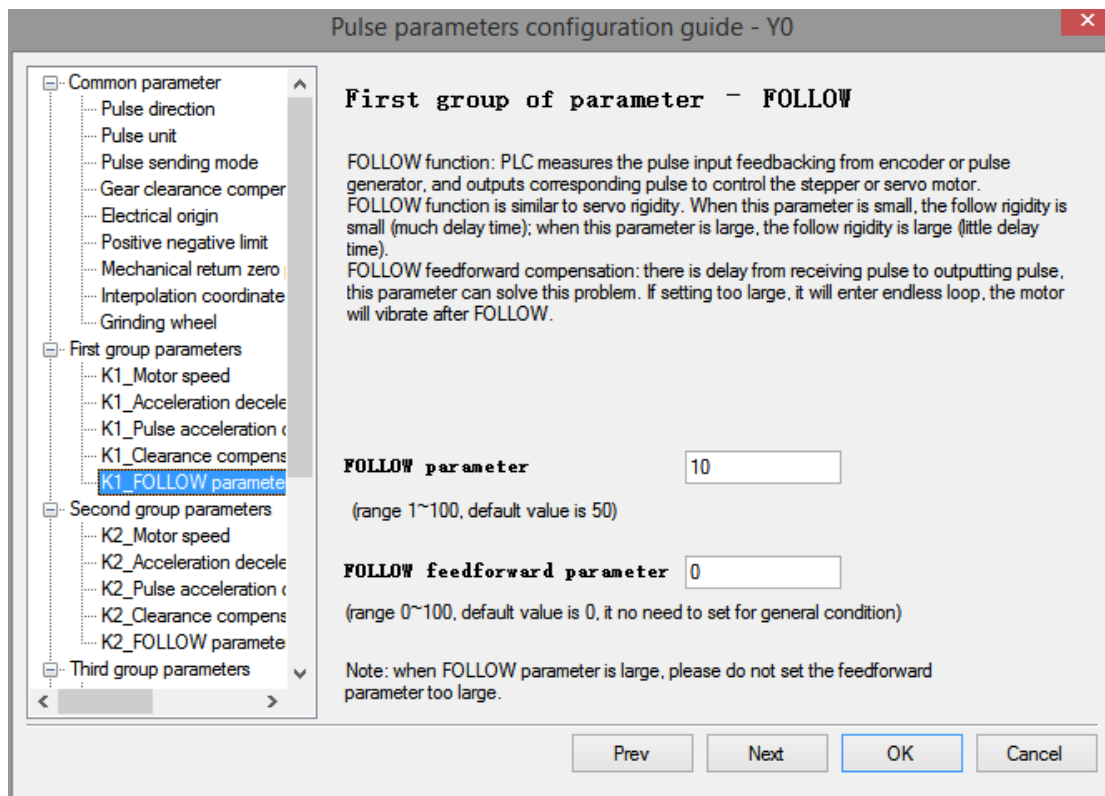 Pulse parameters configuration guide - Y0
Common parameter
Pulse direction
Pulse unit
Pulse sending mode
Gear clearance comper
Electrical origin
Positive negative limit
Mechanical return zero
Interpolation coordinate
Grinding wheel
First group parameters
K1_Motor speed
K1_Acceleration decele
K1_Pulse acceleration c
K1_Clearance compens
K1_FOLLOW paramete
Second group parameters
K2_Motor speed
K2_Acceleration decele
K2_Pulse acceleration c
K2_Clearance compens
K2_FOLLOW paramete
Third group parameters
First group of parameter - FOLLOW
FOLLOW function: PLC measures the pulse input feedbacking from encoder or pulse
generator, and outputs corresponding pulse to control the stepper or servo motor.
FOLLOW function is similar to servo rigidity. When this parameter is small, the follow rigidity is
small (much delay time); when this parameter is large, the follow rigidity is large (little delay
time).
FOLLOW feedforward compensation: there is delay from receiving pulse to outputting pulse,
this parameter can solve this problem. If setting too large, it will enter endless loop, the motor
will vibrate after FOLLOW.
FOLLOW parameter 10
(range 1~100, default value is 50)
FOLLOW feedforward parameter 0
(range 0~100, default value is 0, it no need to set for general condition)
Note: when FOLLOW parameter is large, please do not set the feedforward
parameter too large.
Prev Next OK Cancel